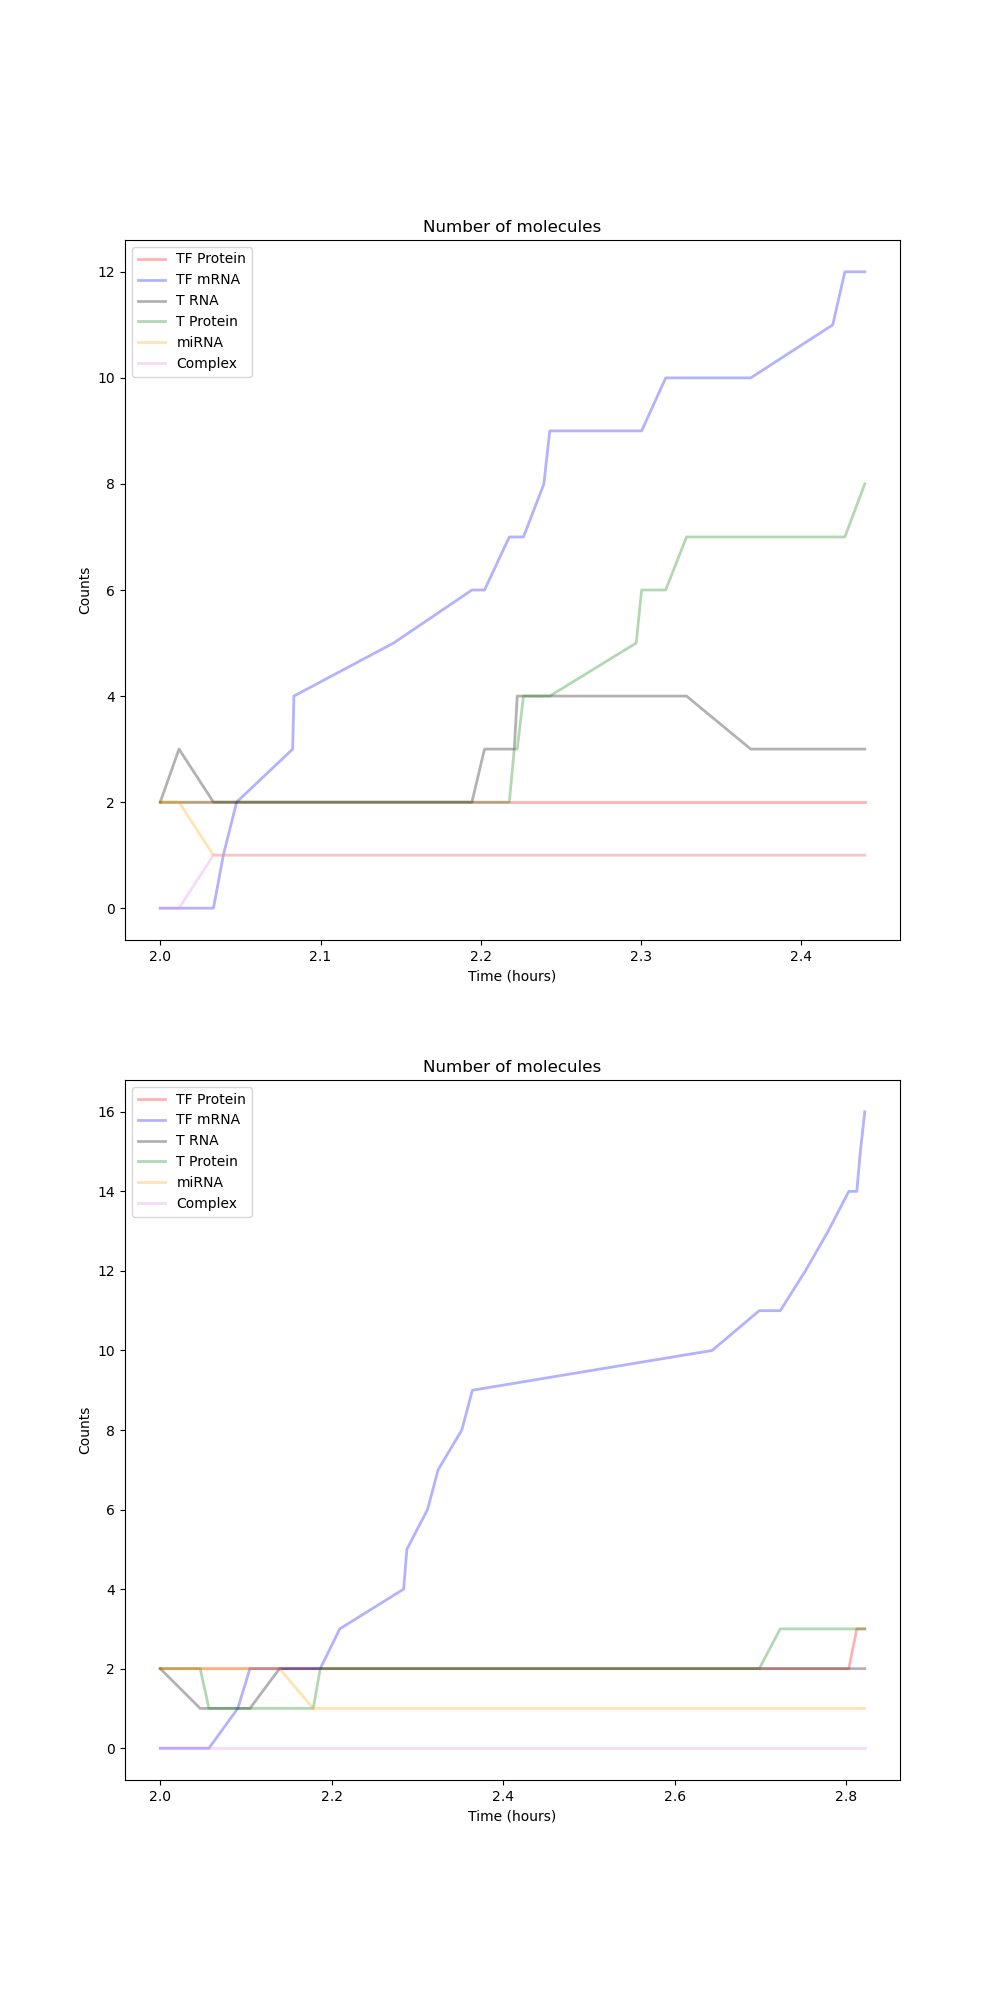 Number of molecules
TF Protein
TF mRNA
T RNA
T Protein
miRNA
Complex
12
10
8
6
4
2
0
Counts
2.0 2.1 2.2 2.3 2.4
Time (hours)
Number of molecules
TF Protein
TF mRNA
T RNA
T Protein
miRNA
Complex
16
14
12
10
8
6
4
2
0
Counts
2.0 2.2 2.4 2.6 2.8
Time (hours)